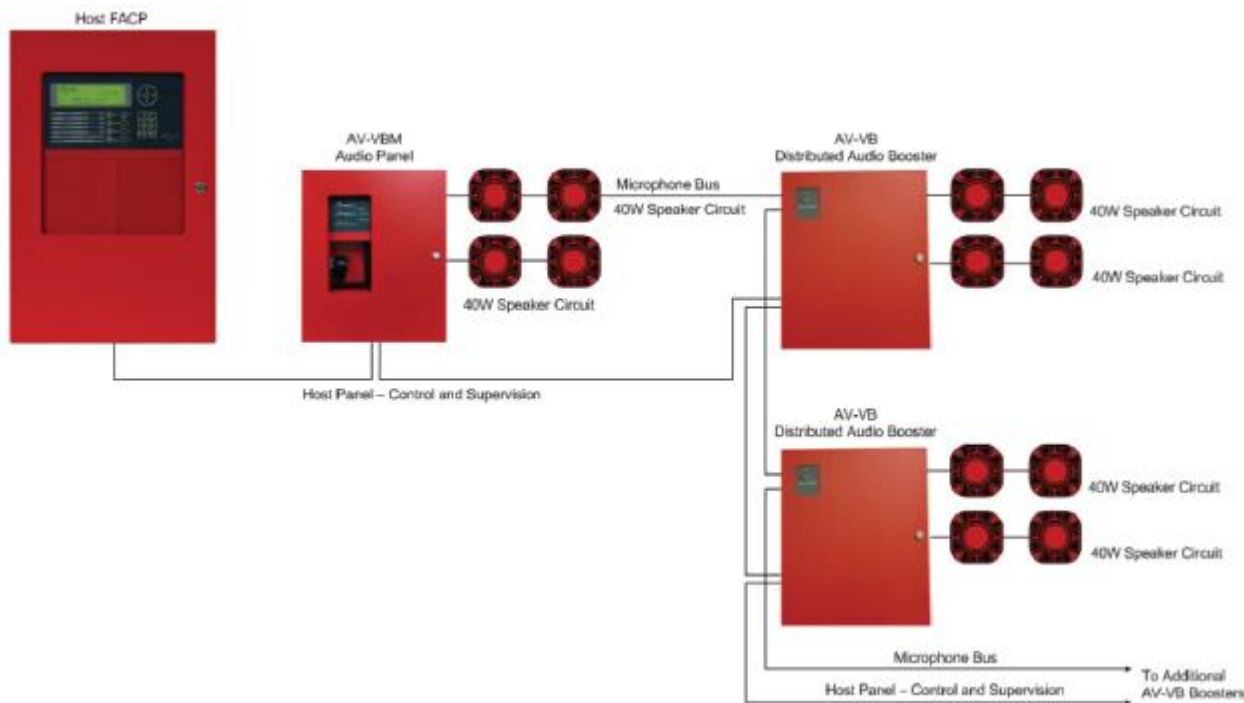 Host FACP
AV-VBM
Audio Panel
Microphone Bus
40W Speaker Circuit
40W Speaker Circuit
Host Panel – Control and Supervision
AV-VB
Distributed Audio Booster
40W Speaker Circuit
40W Speaker Circuit
AV-VB
Distributed Audio Booster
40W Speaker Circuit
40W Speaker Circuit
Microphone Bus
Host Panel – Control and Supervision
To Additional
AV-VB Boosters